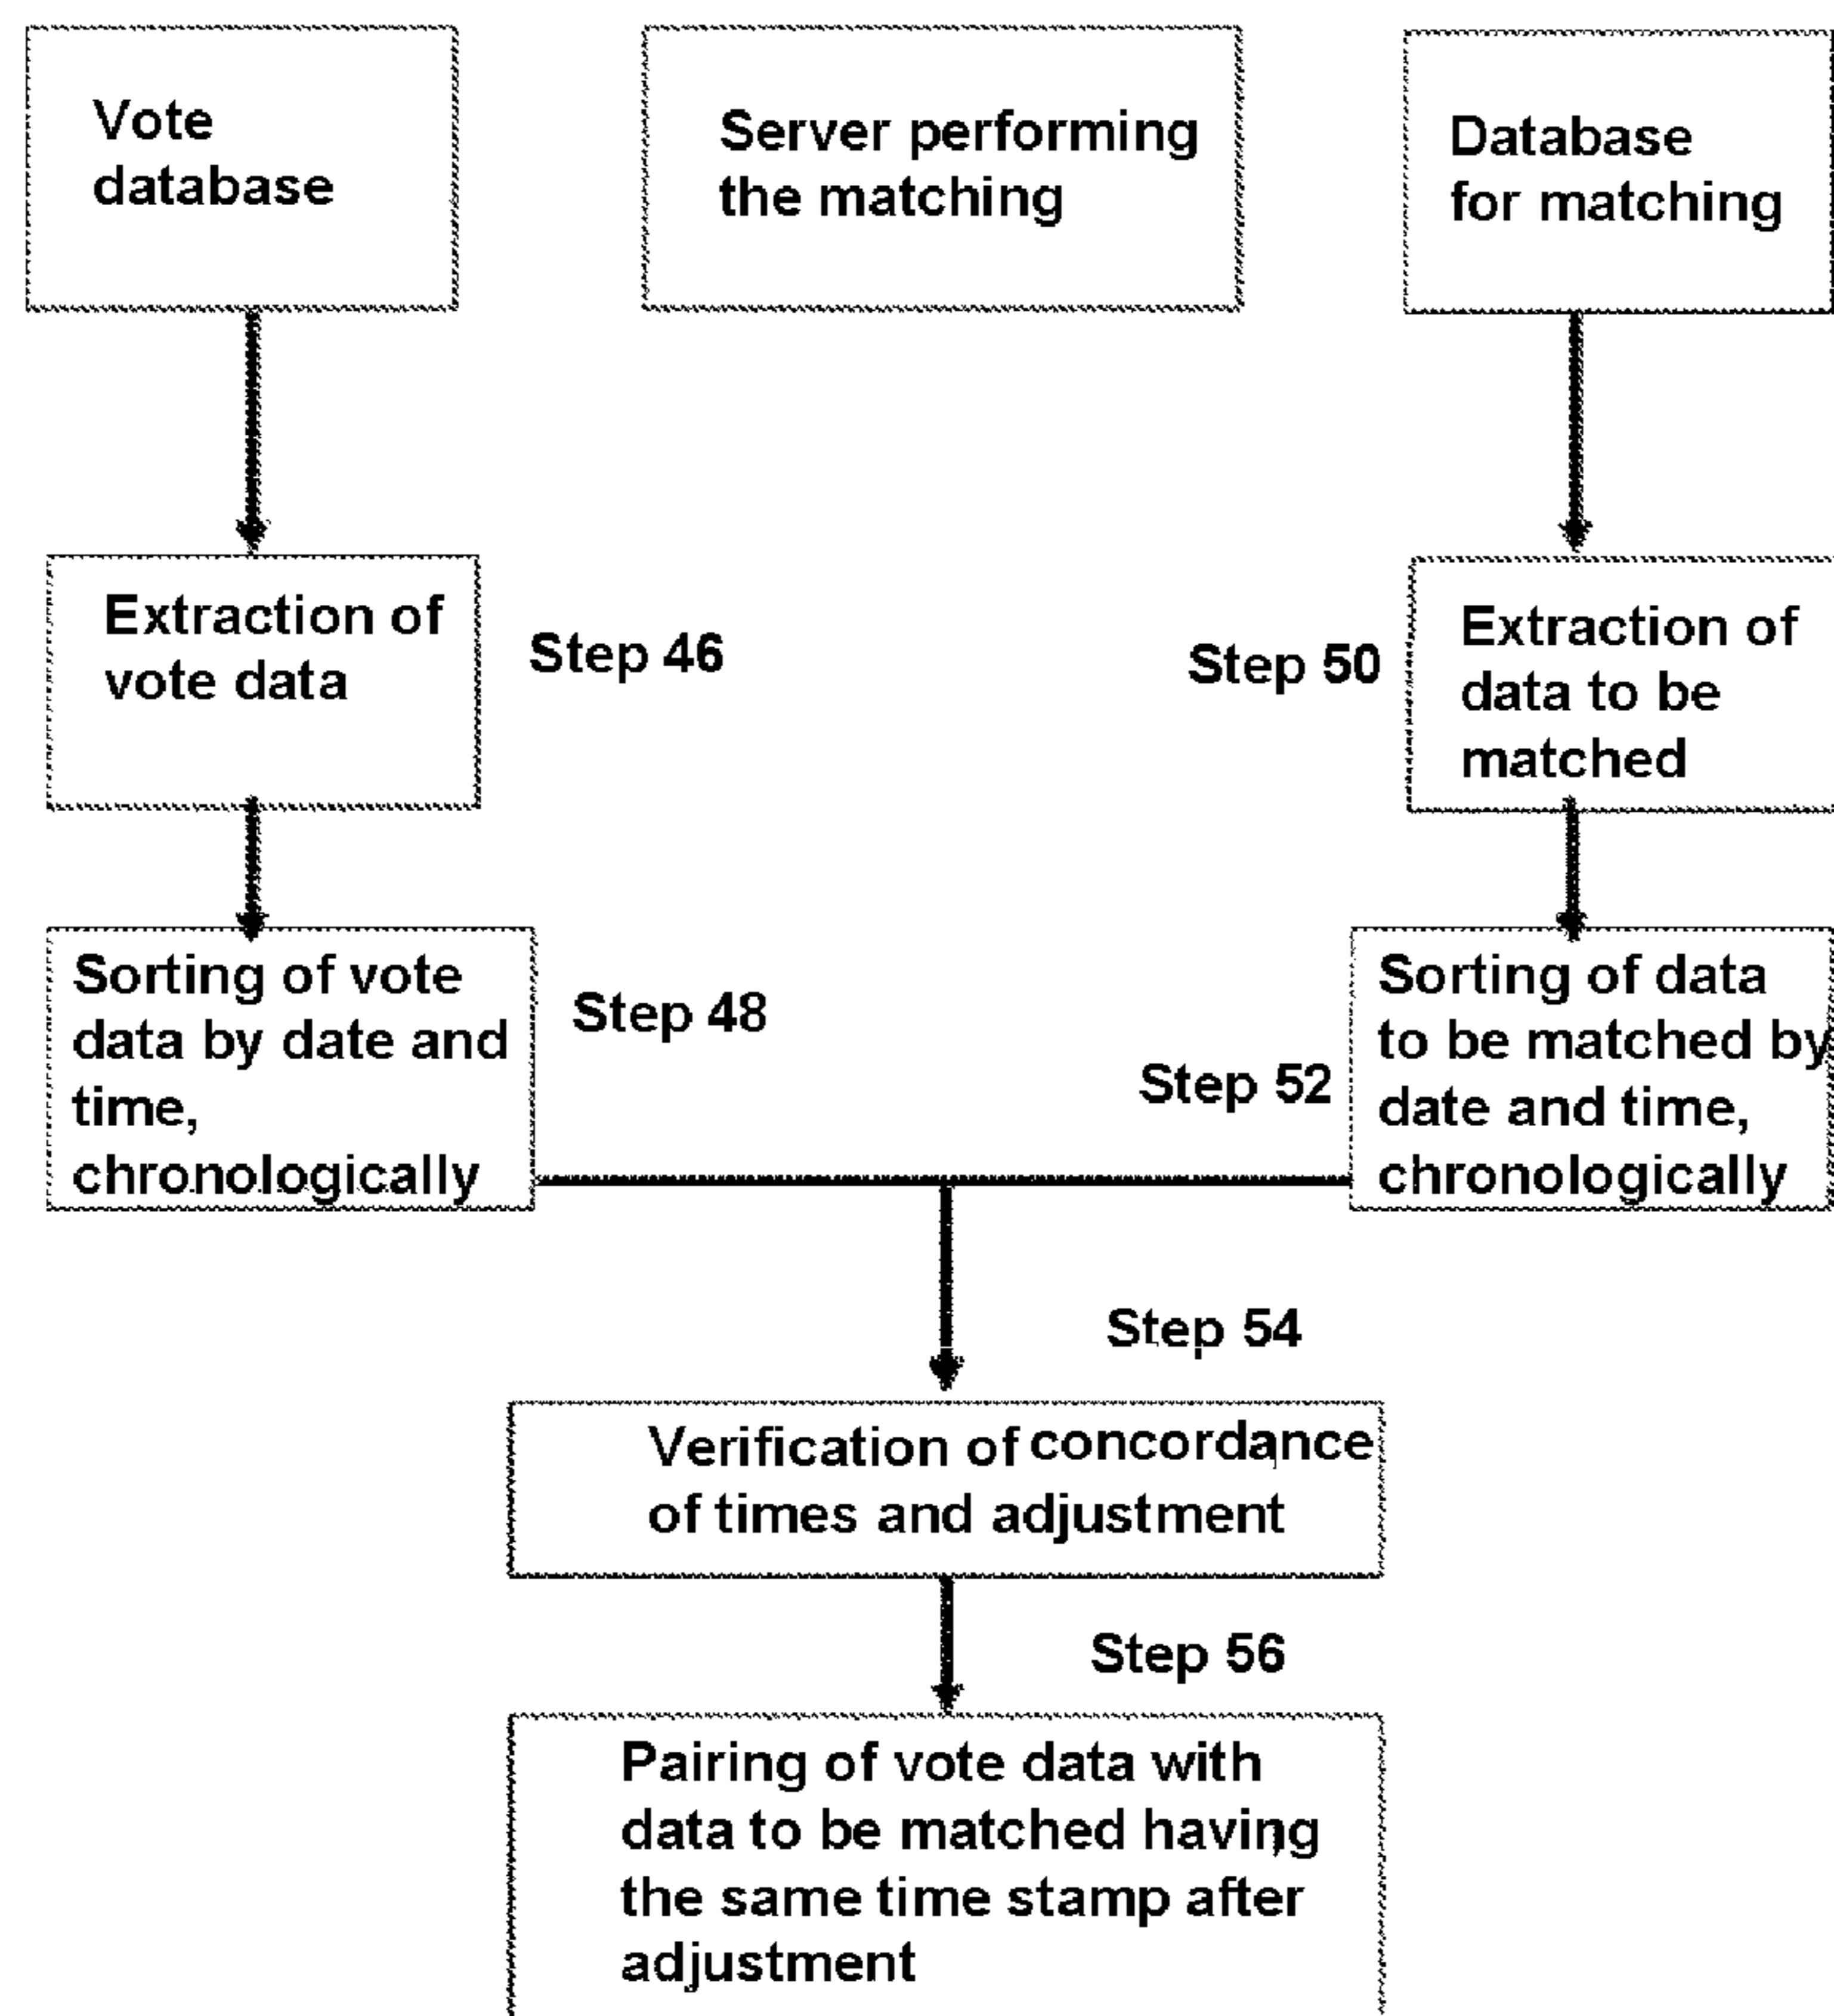 Vote
database
Server performing
the matching
Database
for matching
Extraction of
vote data
Step 46
Step 50
Extraction of
data to be
matched
Sorting of vote
data by date and
time,
chronologically
Step 48
Step 52
Sorting of data
to be matched by
date and time,
chronologically
Step 54
Verification of concordance
of times and adjustment
Step 56
Pairing of vote data with
data to be matched having
the same time stamp after
adjustment